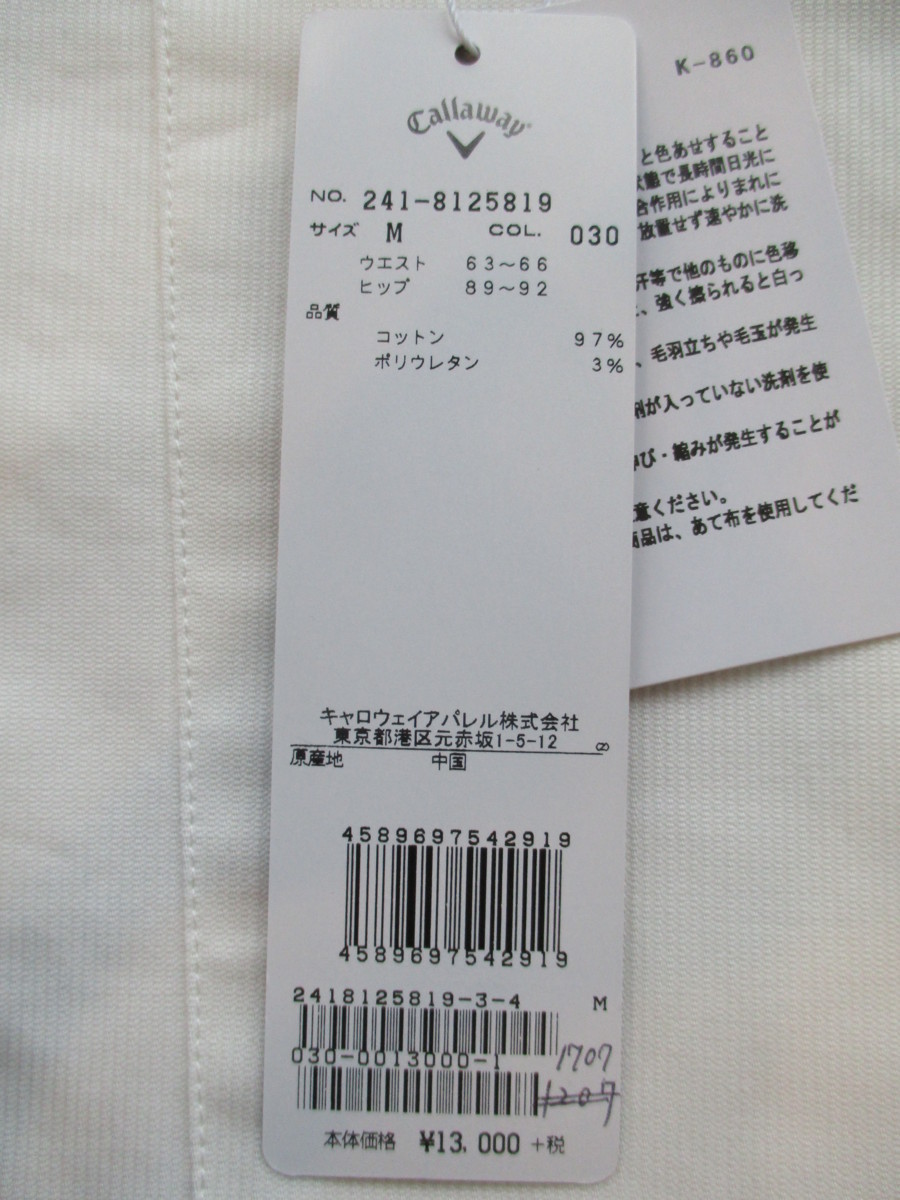 Callaway
NO. 241-8125819
サイズ M COL. 030
ウエスト 63～66
ヒップ 89～92
品質
コットン 97%
ポリウレタン 3%
キャロウェイアパレル株式会社
東京都港区元赤坂1-5-12
原産地 中国
4589697542919
4589697542919
2418125819-3-4 M
030-0013000-1
1707
1207
本体価格 ¥13,000 +税
K-860
と色あせすること
状態で長時間日光に
合作用によりまれに
放置せず速やかに洗
汗等で他のものに色移
、強く擦られると白っ
、毛羽立ちや毛玉が発生
剤が入っていない洗剤を使
伸び・縮みが発生することが
意ください。
商品は、あて布を使用してくだ